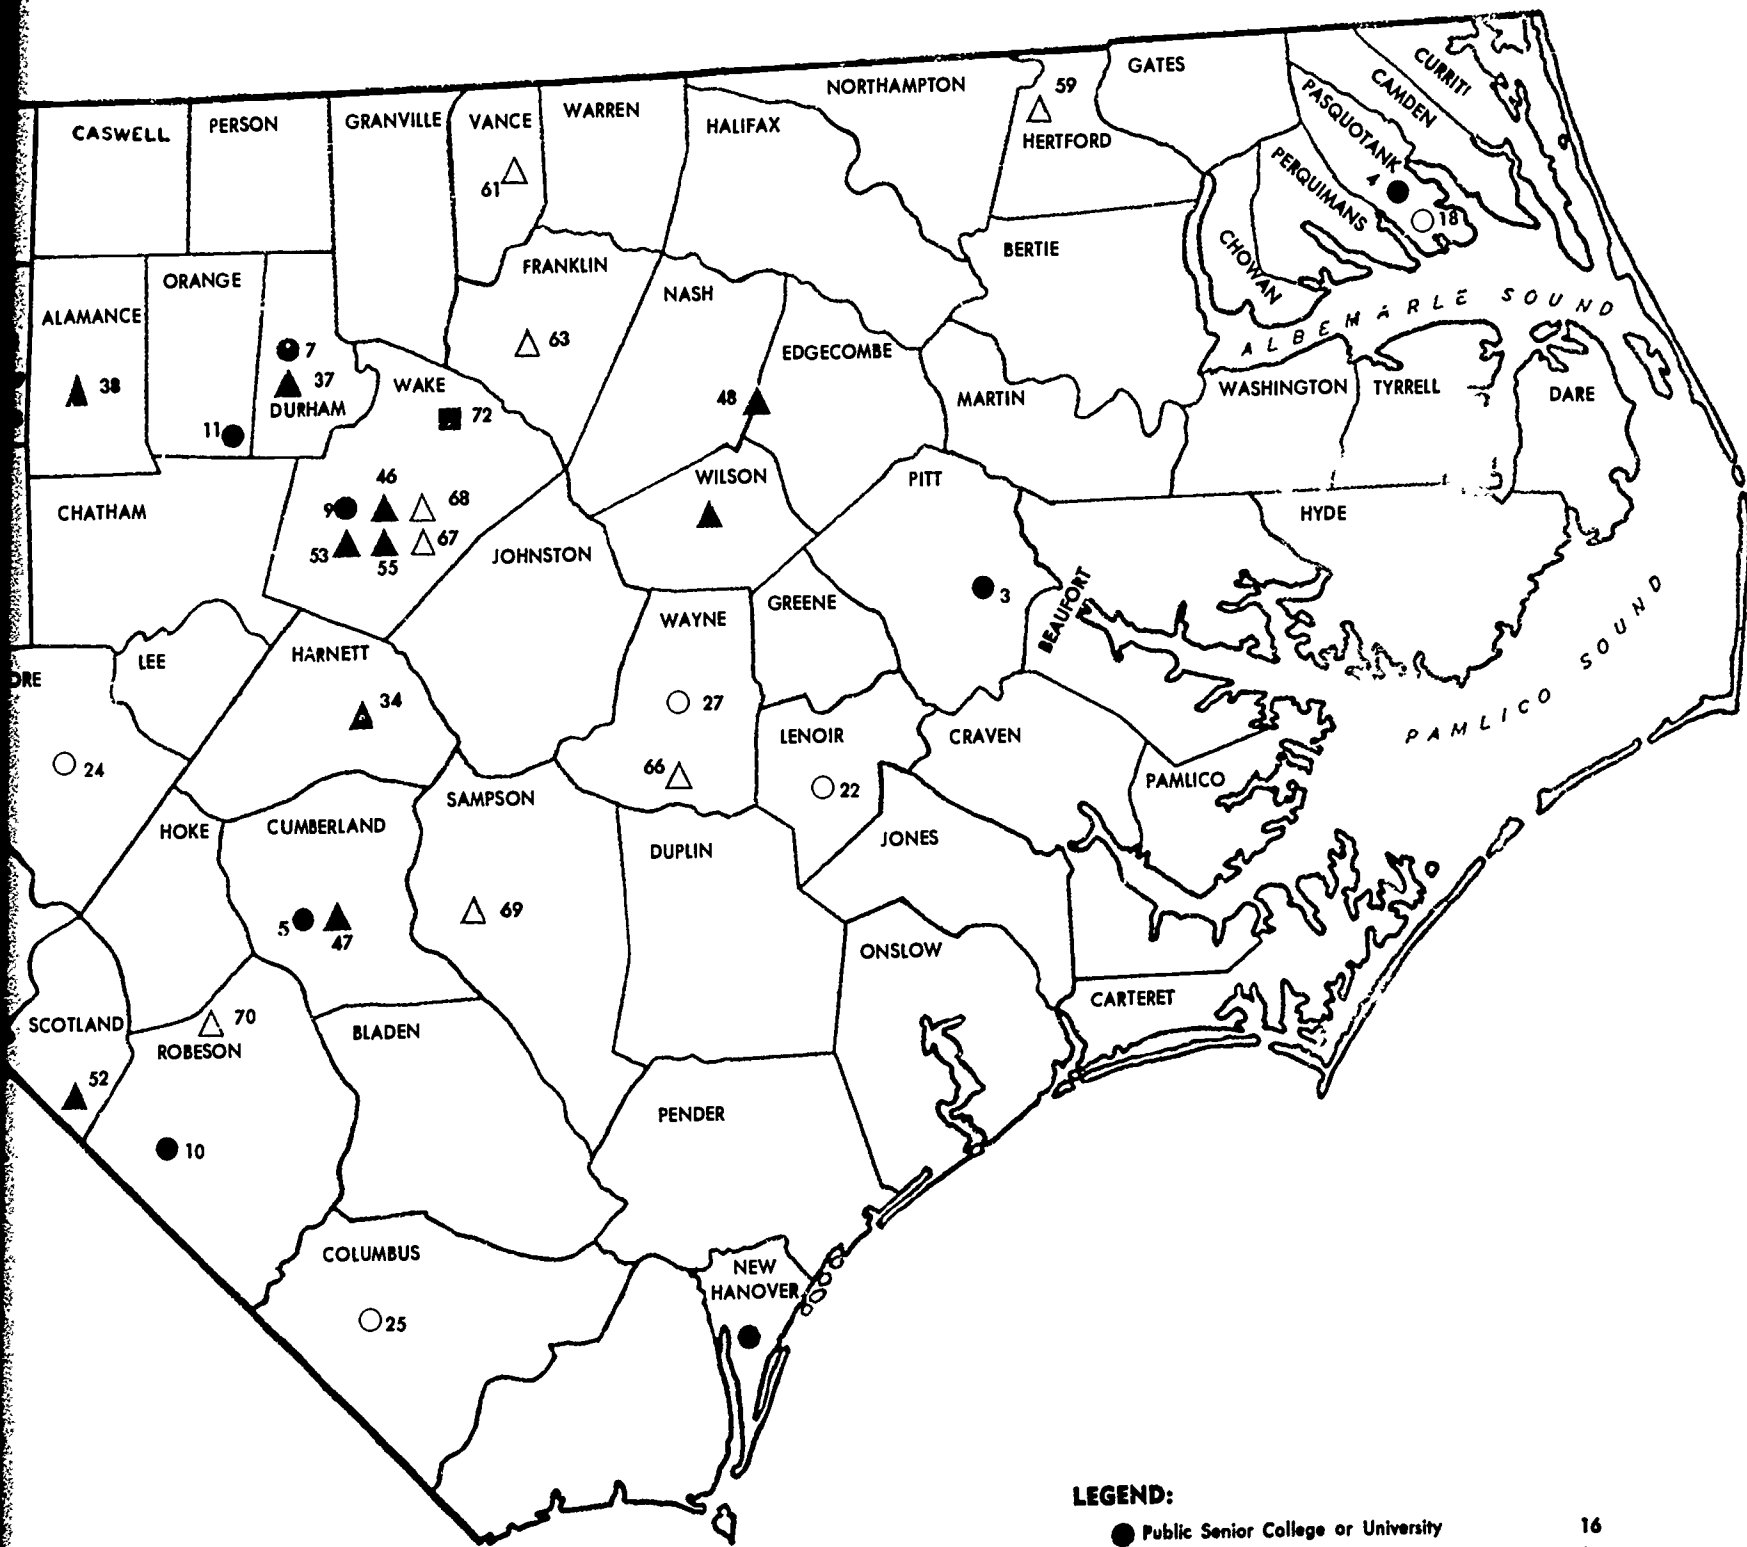 NORTHAMPTON
GATES
CURRITI
CAMDEN
PASQUOTANK
PERQUIMANS
CHOWAN
4
18
59
HERTFORD
CASWELL
PERSON
GRANVILLE
VANCE
WARREN
HALIFAX
61
BERTIE
FRANKLIN
ORANGE
NASH
ALBEMARLE SOUND
ALAMANCE
63
7
37
DURHAM
38
11
WAKE
72
EDGECOMBE
48
MARTIN
WASHINGTON
TYRRELL
DARE
CHATHAM
46
9
68
53
55
67
WILSON
PITT
HYDE
JOHNSTON
3
BEAUFORT
GREENE
WAYNE
PAMLICO SOUND
ORE
LEE
HARNETT
34
27
24
66
LENOIR
22
CRAVEN
PAMLICO
HOKE
CUMBERLAND
SAMPSON
DUPLIN
JONES
5
47
69
ONSLOW
SCOTLAND
70
ROBESON
BLADEN
CARTERET
52
10
PENDER
COLUMBUS
25
NEW
HANOVER
LEGEND:
Public Senior College or University 16